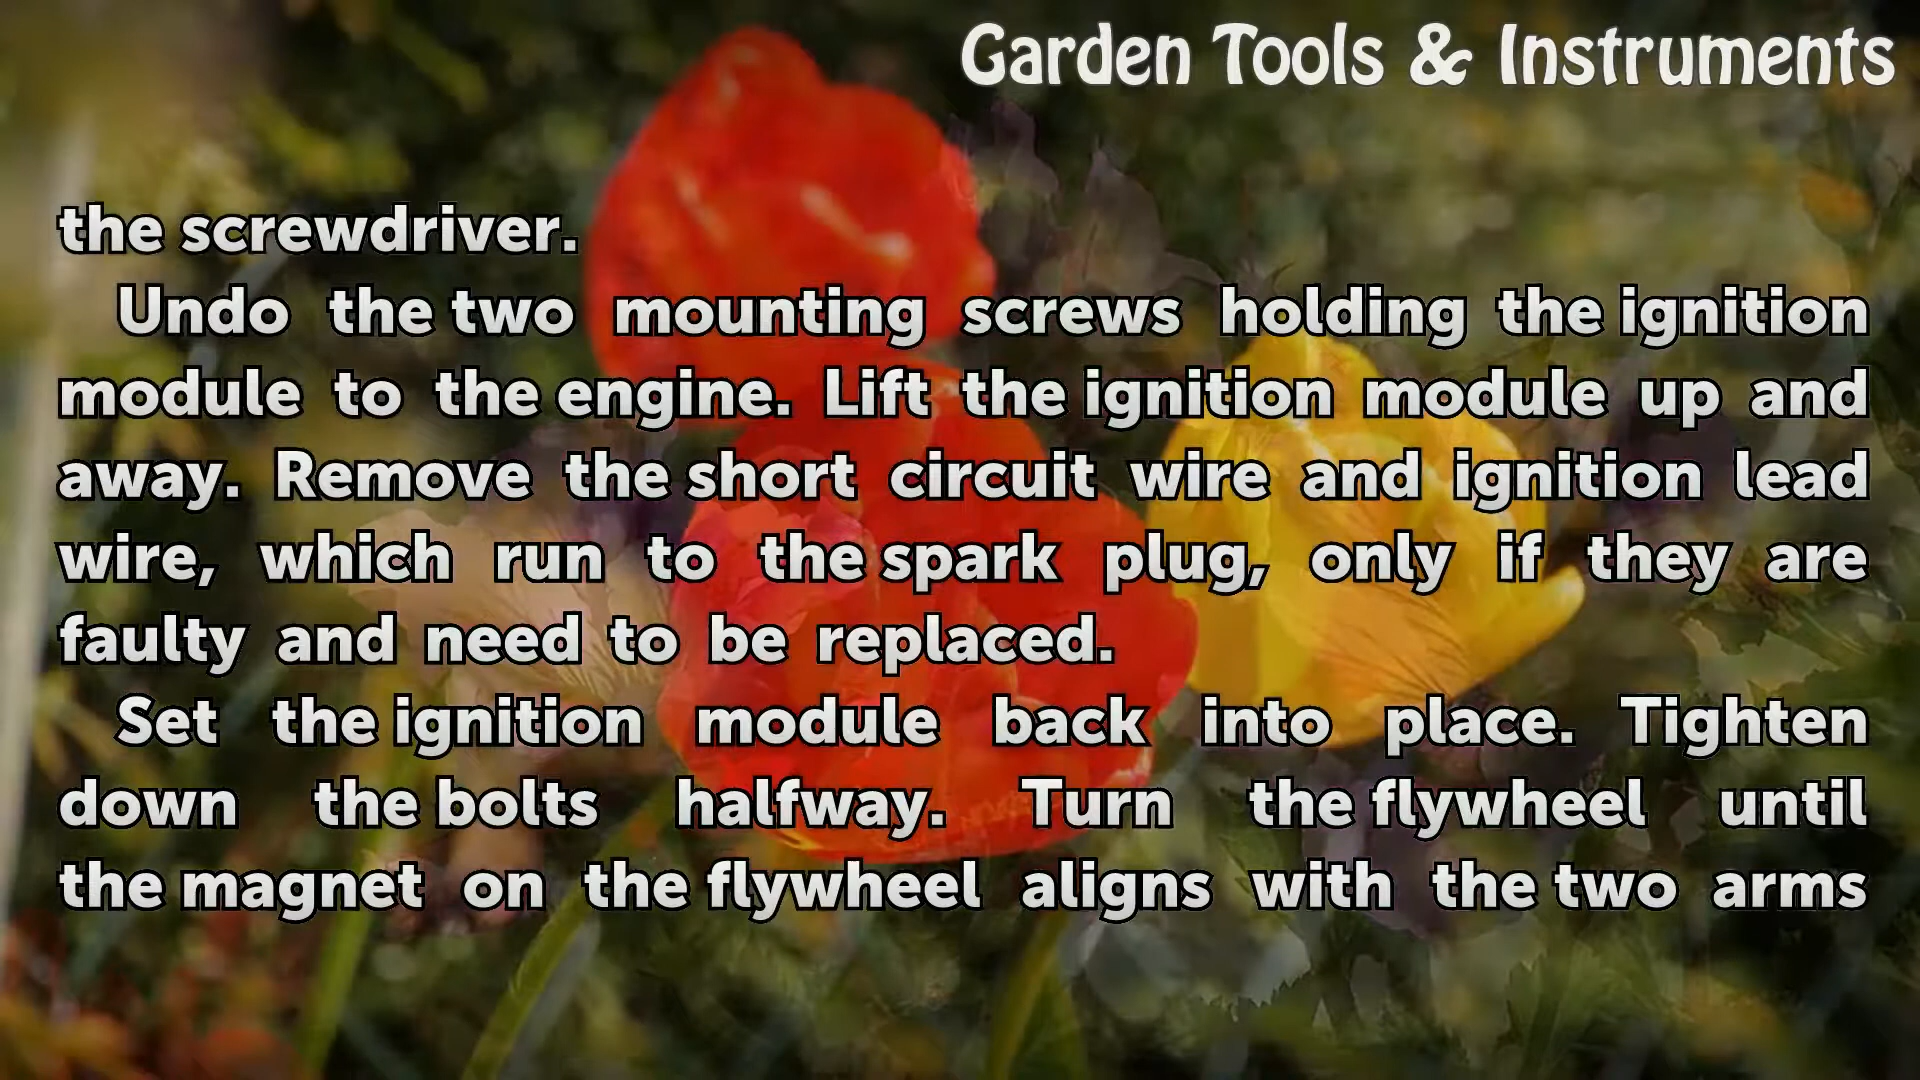 Garden Tools & Instruments
the screwdriver.
Undo the two mounting screws holding the ignition
module to the engine. Lift the ignition module up and
away. Remove the short circuit wire and ignition lead
wire, which run to the spark plug, only if they are
faulty and need to be replaced.
Set the ignition module back into place. Tighten
down the bolts halfway. Turn the flywheel until
the magnet on the flywheel aligns with the two arms